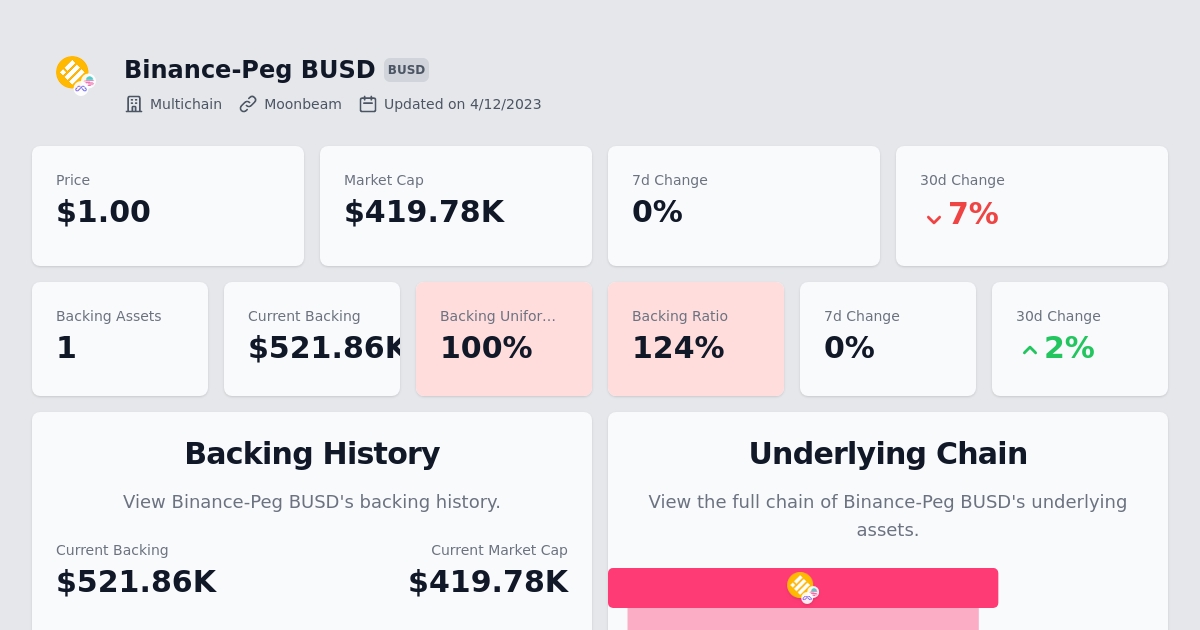 Binance-Peg BUSD BUSD
Multichain Moonbeam Updated on 4/12/2023
Price Market Cap 7d Change 30d Change
$1.00 $419.78K 0% 7%
Backing Assets Current Backing Backing Unifor… Backing Ratio 7d Change 30d Change
1 $521.86K 100% 124% 0% 2%
Backing History
View Binance-Peg BUSD's backing history.
Current Backing Current Market Cap
$521.86K $419.78K
Underlying Chain
View the full chain of Binance-Peg BUSD's underlying
assets.